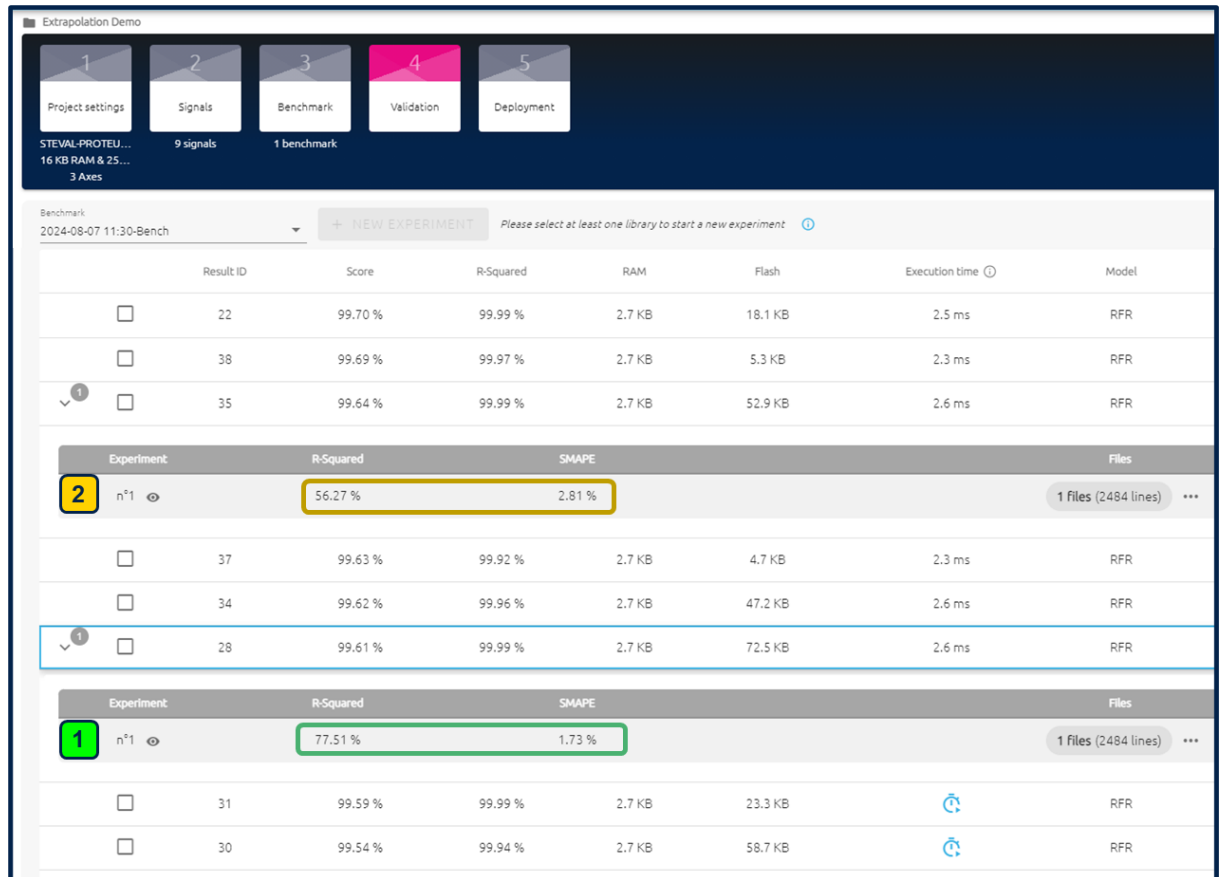 Extrapolation Demo
1 2 3 4 5
Project settings Signals Benchmark Validation Deployment
STEVAL-PROTEU... 9 signals 1 benchmark
16 KB RAM & 25...
3 Axes
Benchmark
2024-08-07 11:30-Bench + NEW EXPERIMENT Please select at least one library to start a new experiment
Result ID Score R-Squared RAM Flash Execution time Model
22 99.70 % 99.99 % 2.7 KB 18.1 KB 2.5 ms RFR
38 99.69 % 99.97 % 2.7 KB 5.3 KB 2.3 ms RFR
1 35 99.64 % 99.99 % 2.7 KB 52.9 KB 2.6 ms RFR
Experiment R-Squared SMAPE Files
2 n°1 56.27 % 2.81 % 1 files (2484 lines) •••
37 99.63 % 99.92 % 2.7 KB 4.7 KB 2.3 ms RFR
34 99.62 % 99.96 % 2.7 KB 47.2 KB 2.6 ms RFR
1 28 99.61 % 99.99 % 2.7 KB 72.5 KB 2.6 ms RFR
Experiment R-Squared SMAPE Files
1 n°1 77.51 % 1.73 % 1 files (2484 lines) •••
31 99.59 % 99.99 % 2.7 KB 23.3 KB RFR
30 99.54 % 99.94 % 2.7 KB 58.7 KB RFR